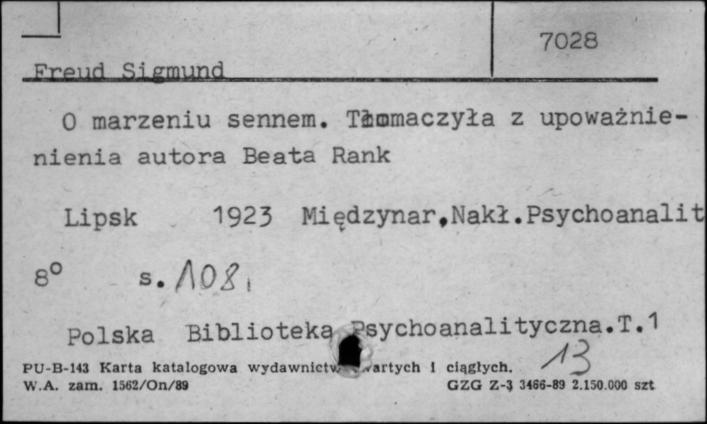 7028
Freud Sigmund
O marzeniu sennem. Tłomaczyła z upoważnie-
nienia autora Beata Rank
Lipsk 1923 Międzynar.Nakł.Psychoanalit
8° s. 108,
Polska Biblioteka Psychoanalityczna.T.1
13
PU-B-143 Karta katalogowa wydawnictw zwartych i ciągłych.
W.A. zam. 1562/On/89 GZG Z-3 3466-89 2.150.000 szt